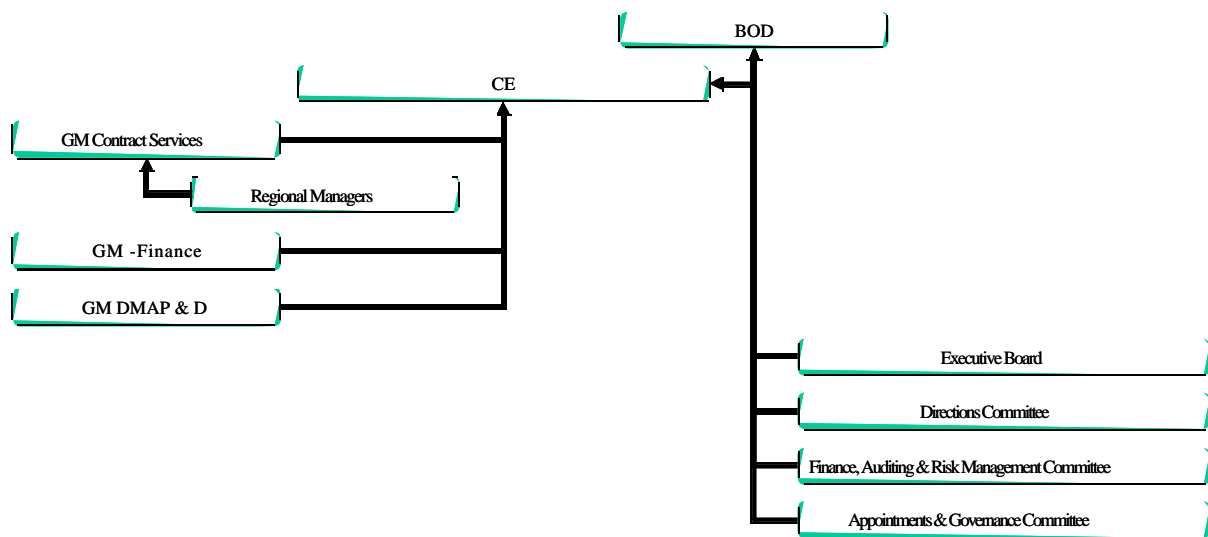 BOD
CE
GM Contract Services
Regional Managers
GM -Finance
GM DMAP & D
Executive Board
Directions Committee
Finance, Auditing & Risk Management Committee
Appointments & Governance Committee